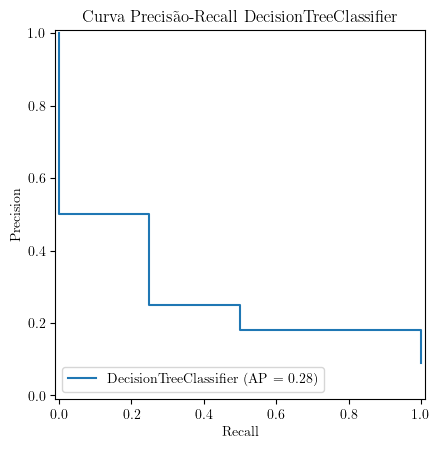 Curva Precisão-Recall DecisionTreeClassifier
1.0
0.8
0.6
0.4
0.2
0.0
Precision
DecisionTreeClassifier (AP = 0.28)
0.0 0.2 0.4 0.6 0.8 1.0
Recall